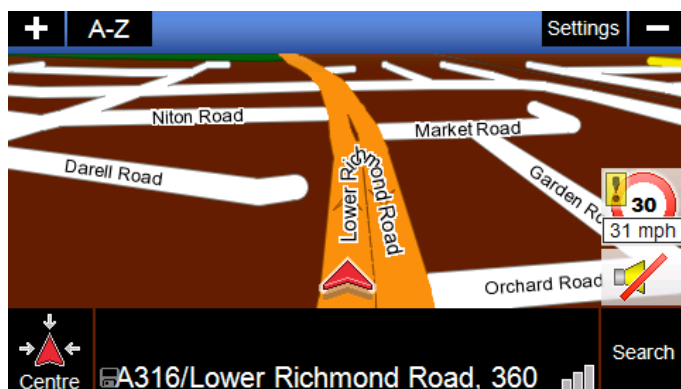 + A-Z Settings −
Niton Road
Market Road
Darell Road
Lower Richmond Road
Garden Ro
30
31 mph
Orchard Road
Search
Centre
A316/Lower Richmond Road, 360